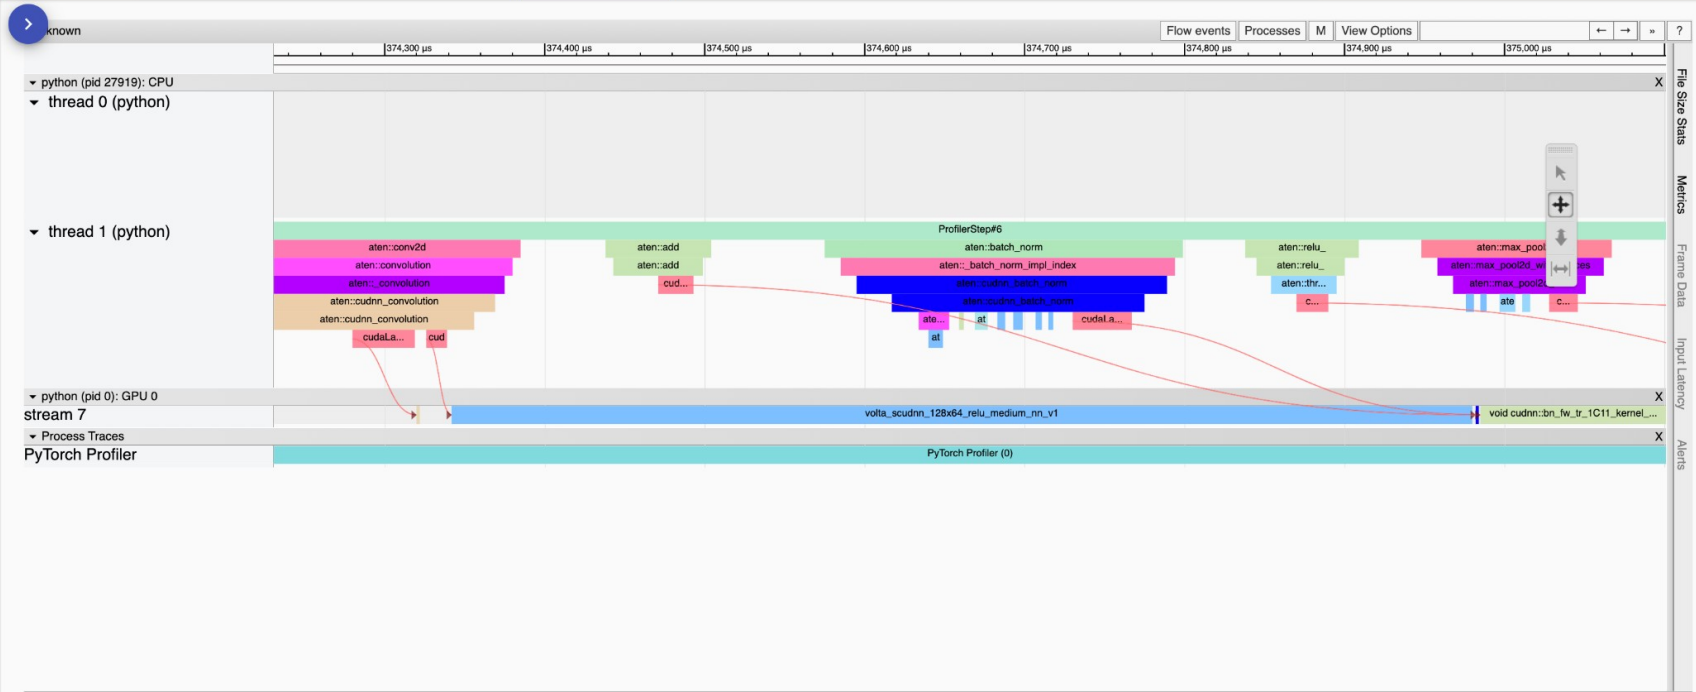 known Flow events Processes M View Options ← → » ?
374,300 µs 374,400 µs 374,500 µs 374,600 µs 374,700 µs 374,800 µs 374,900 µs 375,000 µs
python (pid 27919): CPU X
thread 0 (python)
thread 1 (python)
ProfilerStep#6
aten::conv2d aten::add aten::batch_norm aten::relu_ aten::max_pool
aten::convolution aten::add aten::_batch_norm_impl_index aten::relu_ aten::max_pool2d_w ces
aten::_convolution cud... aten::cudnn_batch_norm aten::thr... aten::max_pool2d
aten::cudnn_convolution aten::cudnn_batch_norm c... ate c...
aten::cudnn_convolution ate... at cudaLa...
cudaLa... cud at
python (pid 0): GPU 0 X
stream 7 volta_scudnn_128x64_relu_medium_nn_v1 void cudnn::bn_fw_tr_1C11_kernel_...
Process Traces X
PyTorch Profiler PyTorch Profiler (0)
File Size Stats
Metrics
Frame Data
Input Latency
Alerts